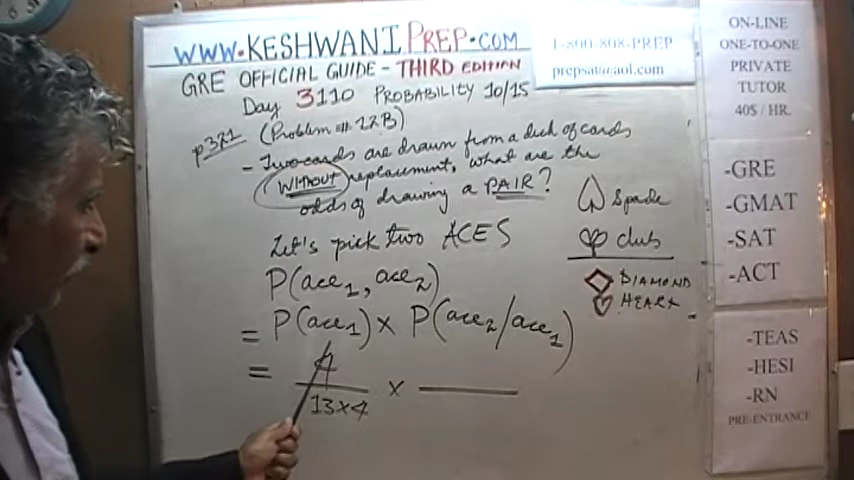 WWW.KESHWANIPREP.COM
GRE OFFICIAL GUIDE - THIRD EDITION
Day 3110 PROBABILITY 10/15
p321 (Problem # 12B)
- Two cards are drawn from a deck of cards
(WITHOUT replacement, what are the
odds of drawing a PAIR?
Let's pick two ACES
P(ace1, ace2)
= P(ace1) x P(ace2/ace1)
= 4 x
13x4
Spade
club
DIAMOND
HEART
1-800-808-PREP
prepsat@aol.com
ON-LINE
ONE-TO-ONE
PRIVATE
TUTOR
40$ / HR.
-GRE
-GMAT
-SAT
-ACT
-TEAS
-HESI
-RN
PRE-ENTRANCE